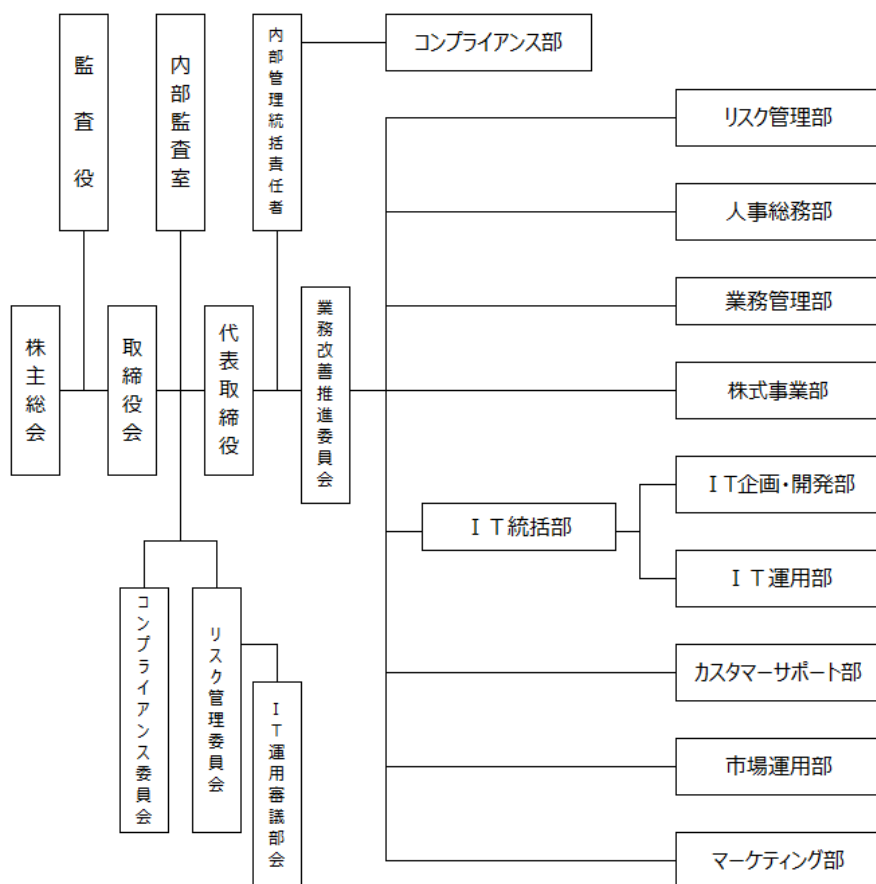 監査役
内部監査室
内部管理統括責任者
コンプライアンス部
リスク管理部
人事総務部
業務管理部
株主総会
取締役会
代表取締役
業務改善推進委員会
株式事業部
ＩＴ統括部
ＩＴ企画・開発部
ＩＴ運用部
コンプライアンス委員会
リスク管理委員会
ＩＴ運用審議部会
カスタマーサポート部
市場運用部
マーケティング部